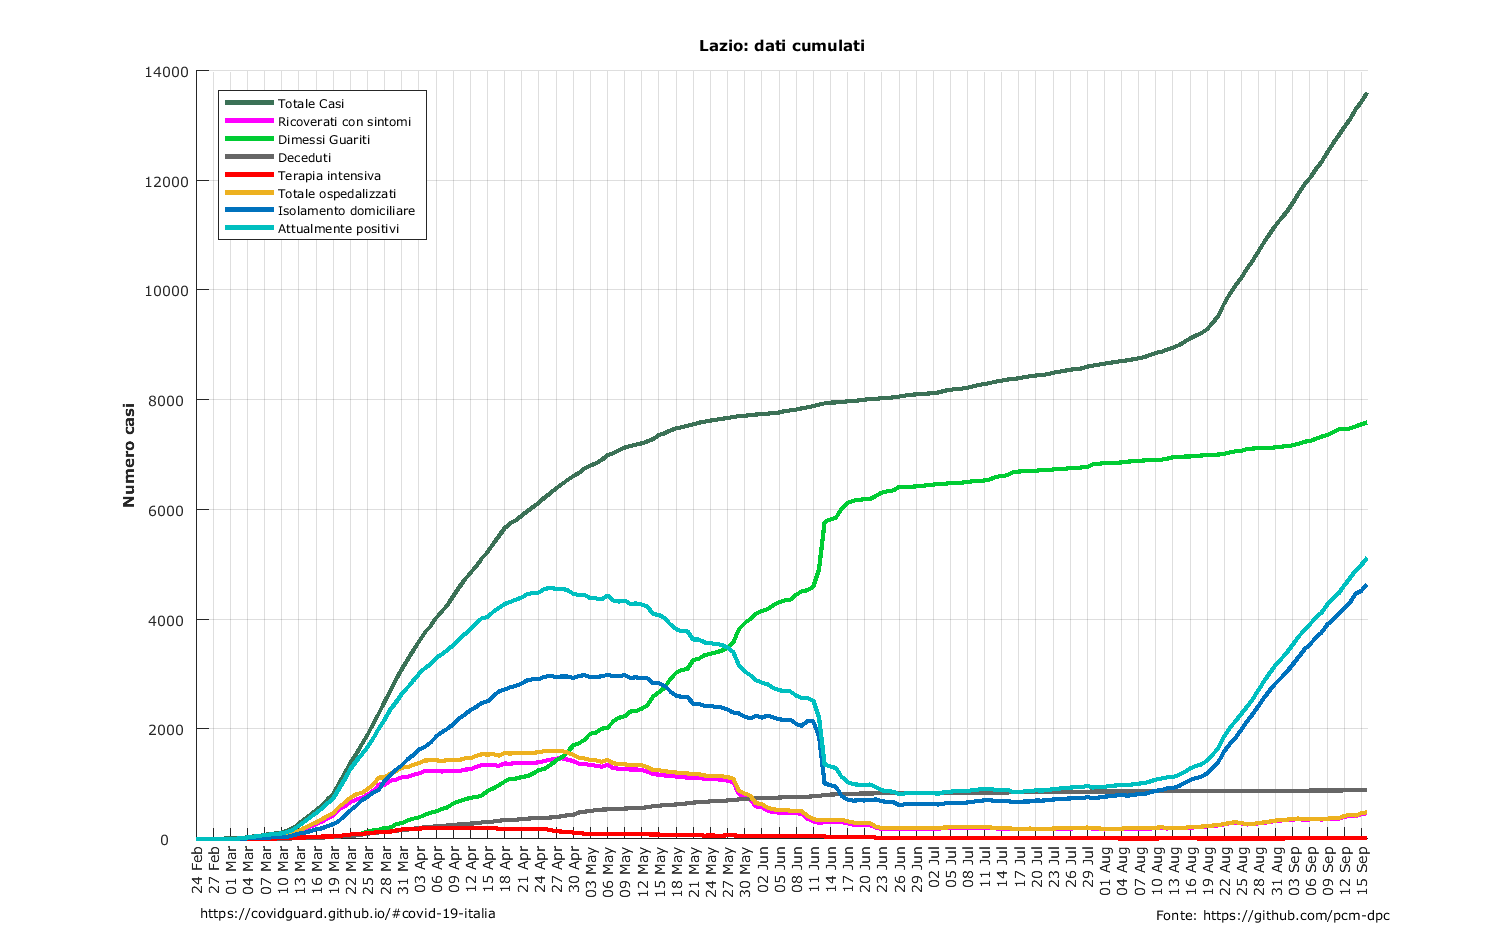 Lazio: dati cumulati
14000
12000
10000
8000
6000
4000
2000
0
Numero casi
Totale Casi
Ricoverati con sintomi
Dimessi Guariti
Deceduti
Terapia intensiva
Totale ospedalizzati
Isolamento domiciliare
Attualmente positivi
24 Feb
27 Feb
01 Mar
04 Mar
07 Mar
10 Mar
13 Mar
16 Mar
19 Mar
22 Mar
25 Mar
28 Mar
31 Mar
03 Apr
06 Apr
09 Apr
12 Apr
15 Apr
18 Apr
21 Apr
24 Apr
27 Apr
30 Apr
03 May
06 May
09 May
12 May
15 May
18 May
21 May
24 May
27 May
30 May
02 Jun
05 Jun
08 Jun
11 Jun
14 Jun
17 Jun
20 Jun
23 Jun
26 Jun
29 Jun
02 Jul
05 Jul
08 Jul
11 Jul
14 Jul
17 Jul
20 Jul
23 Jul
26 Jul
29 Jul
01 Aug
04 Aug
07 Aug
10 Aug
13 Aug
16 Aug
19 Aug
22 Aug
25 Aug
28 Aug
31 Aug
03 Sep
06 Sep
09 Sep
12 Sep
15 Sep
https://covidguard.github.io/#covid-19-italia
Fonte: https://github.com/pcm-dpc